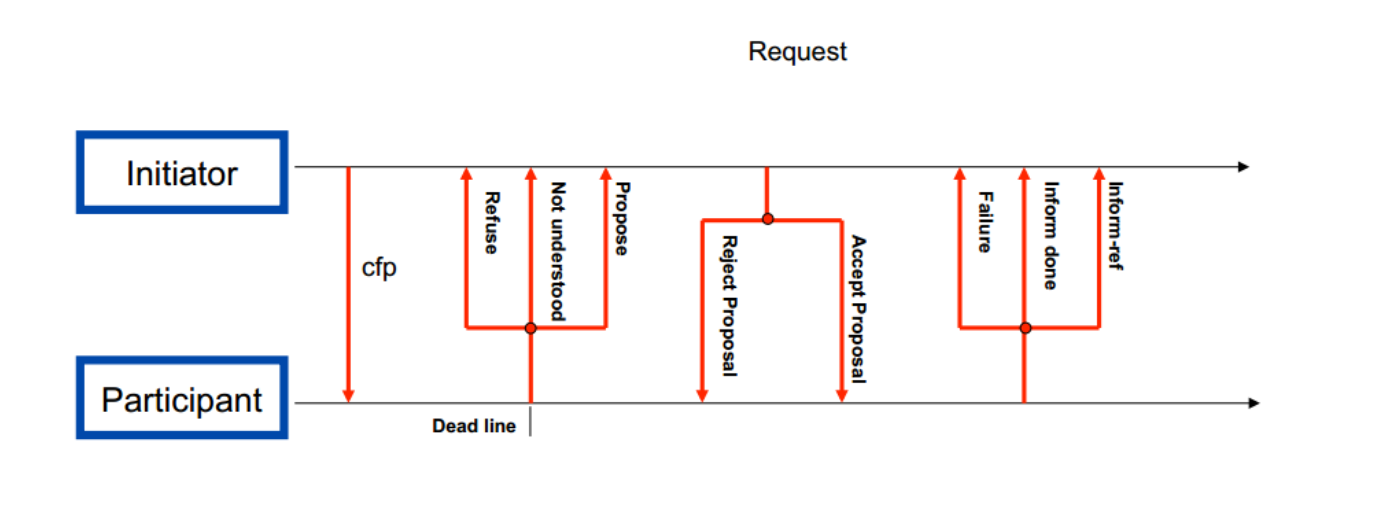 Request
Initiator
cfp
Refuse
Not understood
Propose
Reject Proposal
Accept Proposal
Failure
Inform done
Inform-ref
Participant
Dead line